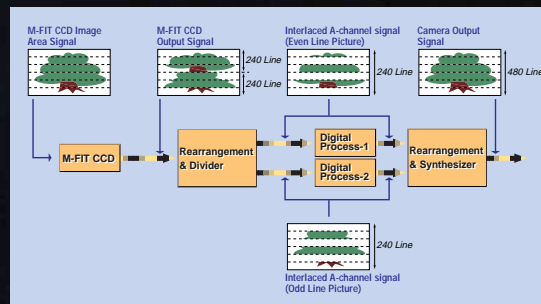 M-FIT CCD Image
Area Signal
M-FIT CCD
Output Signal
240 Line
240 Line
Interlaced A-channel signal
(Even Line Picture)
240 Line
Camera Output
Signal
480 Line
M-FIT CCD
Rearrangement
& Divider
Digital
Process-1
Digital
Process-2
Rearrangement
& Synthesizer
240 Line
Interlaced A-channel signal
(Odd Line Picture)